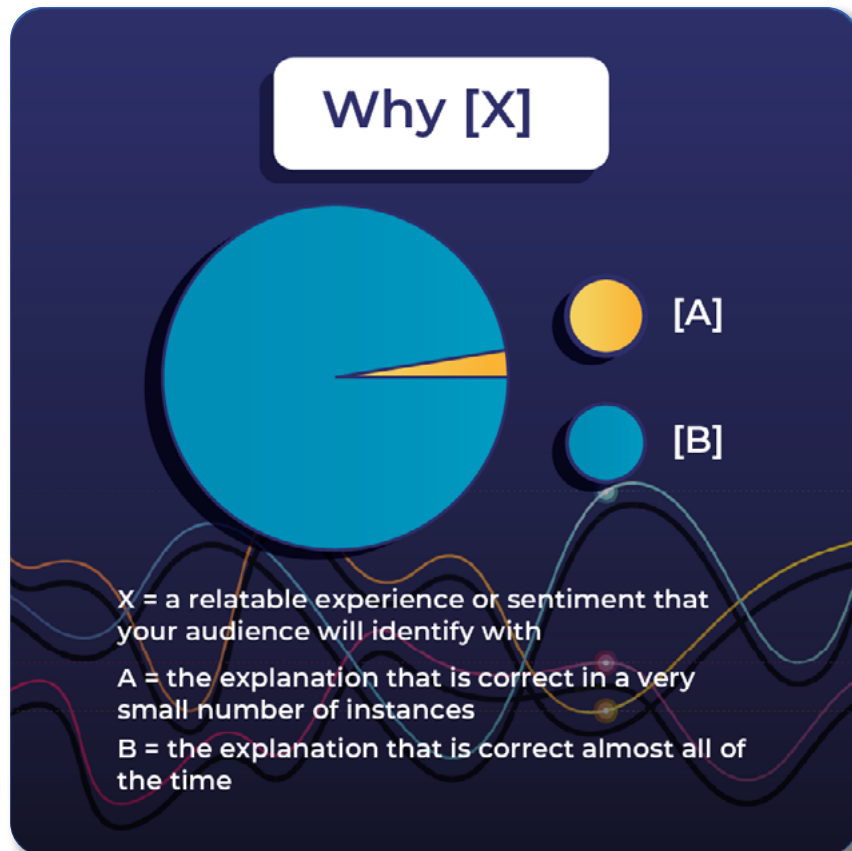 Why [X]
[A]
[B]
X = a relatable experience or sentiment that
your audience will identify with
A = the explanation that is correct in a very
small number of instances
B = the explanation that is correct almost all of
the time